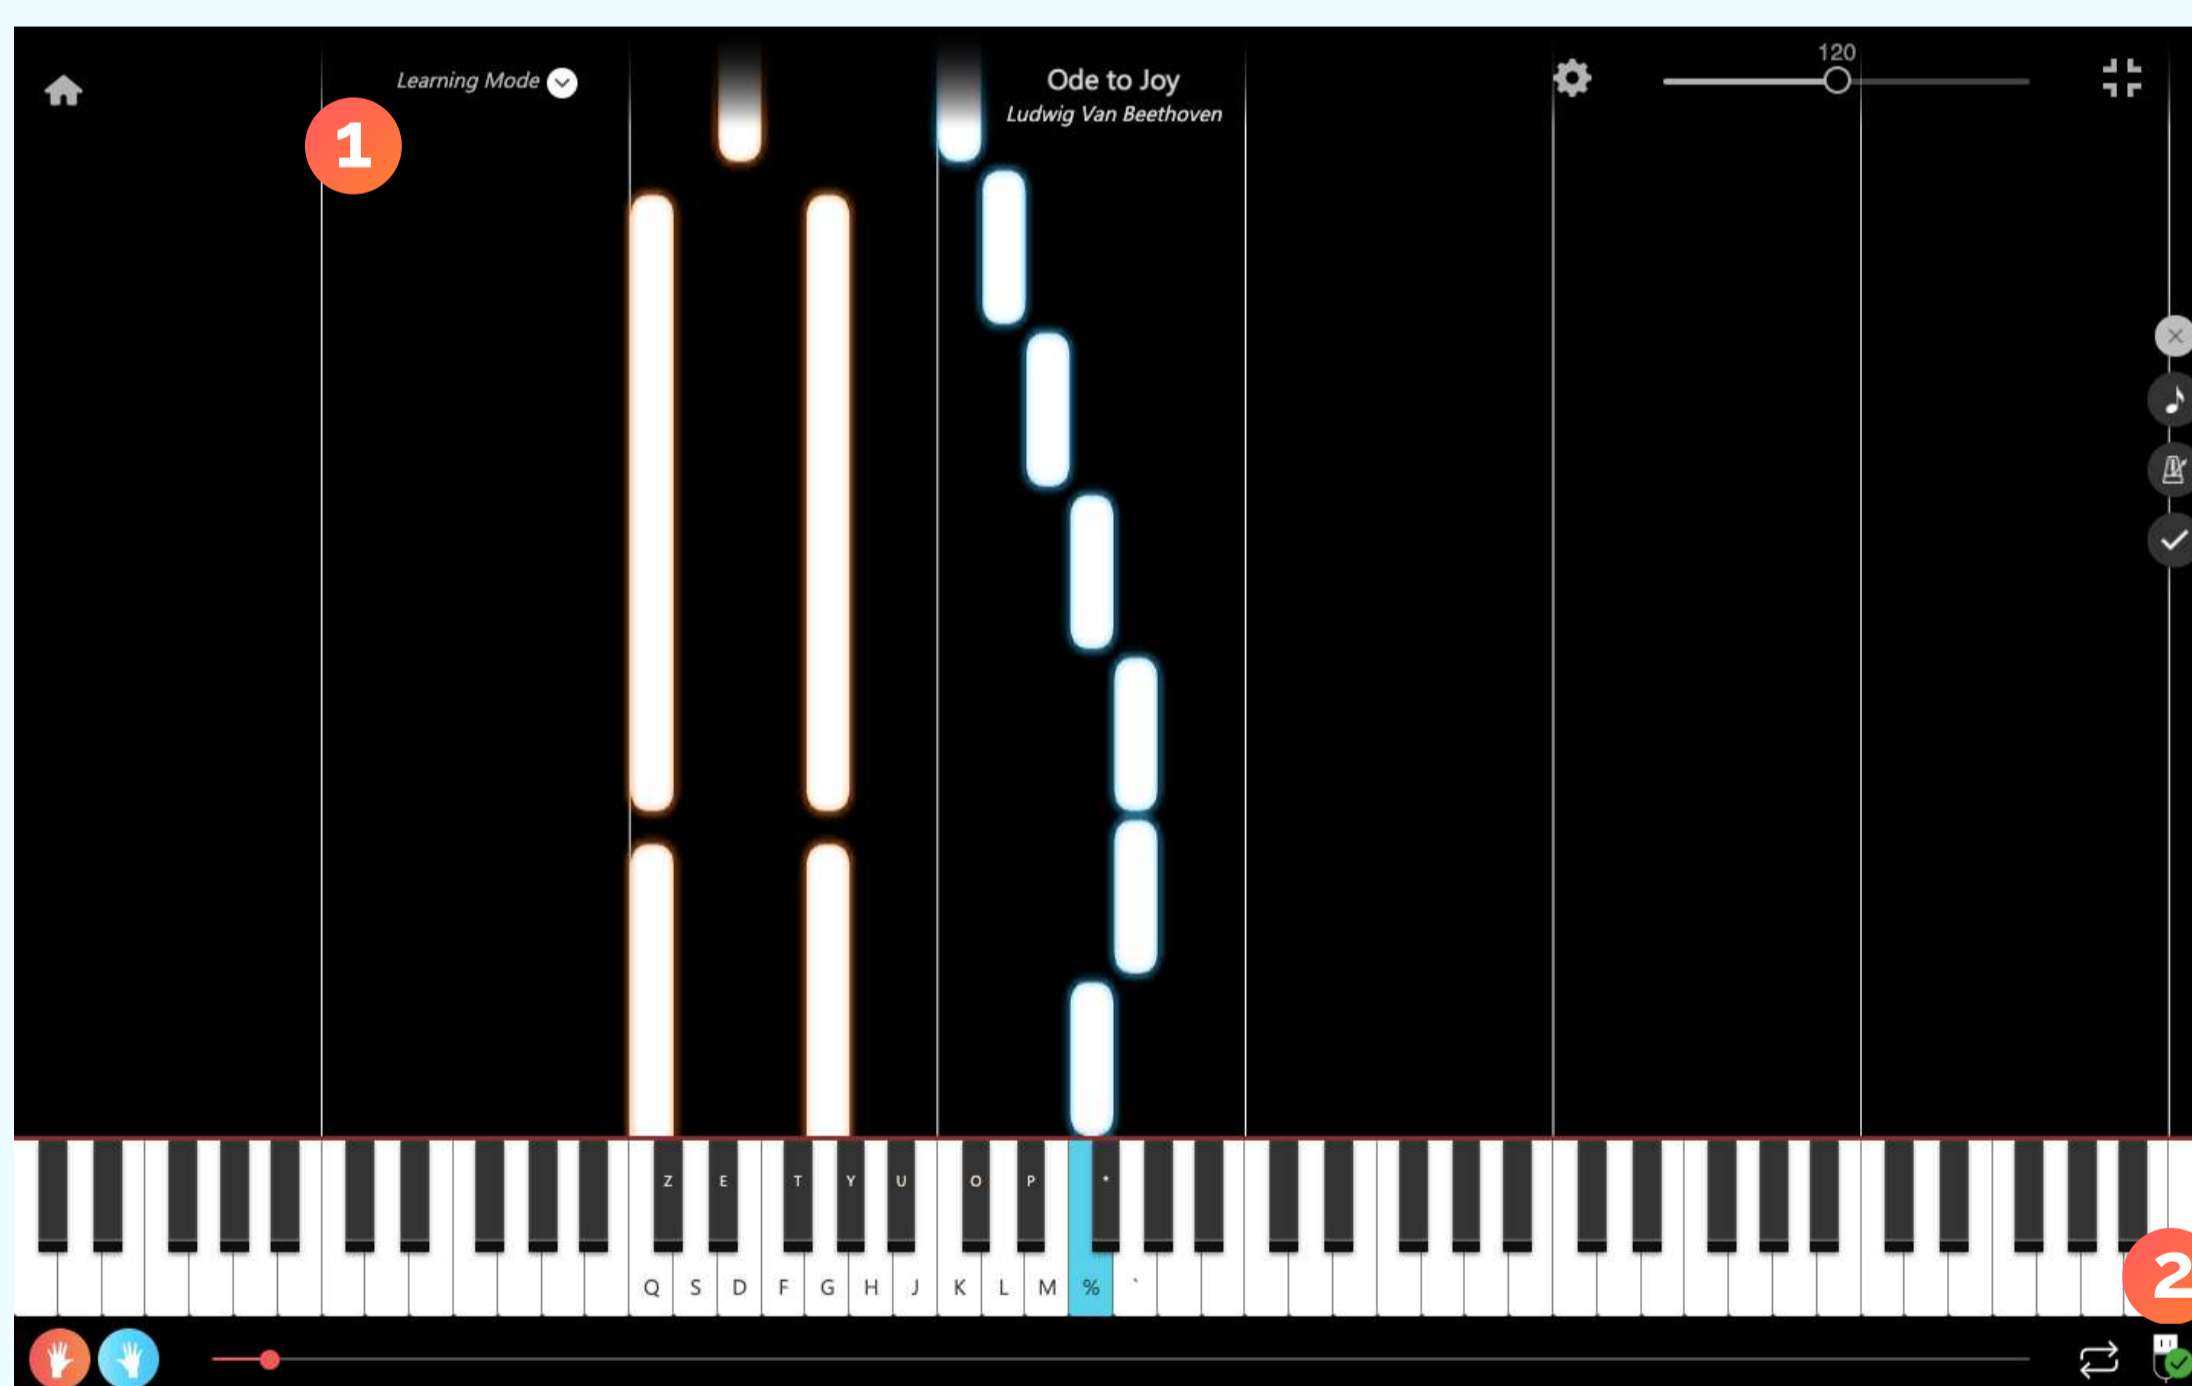 120
Learning Mode
Ode to Joy
Ludwig Van Beethoven
1
Z E T Y U O P *
Q S D F G H J K L M % `
2